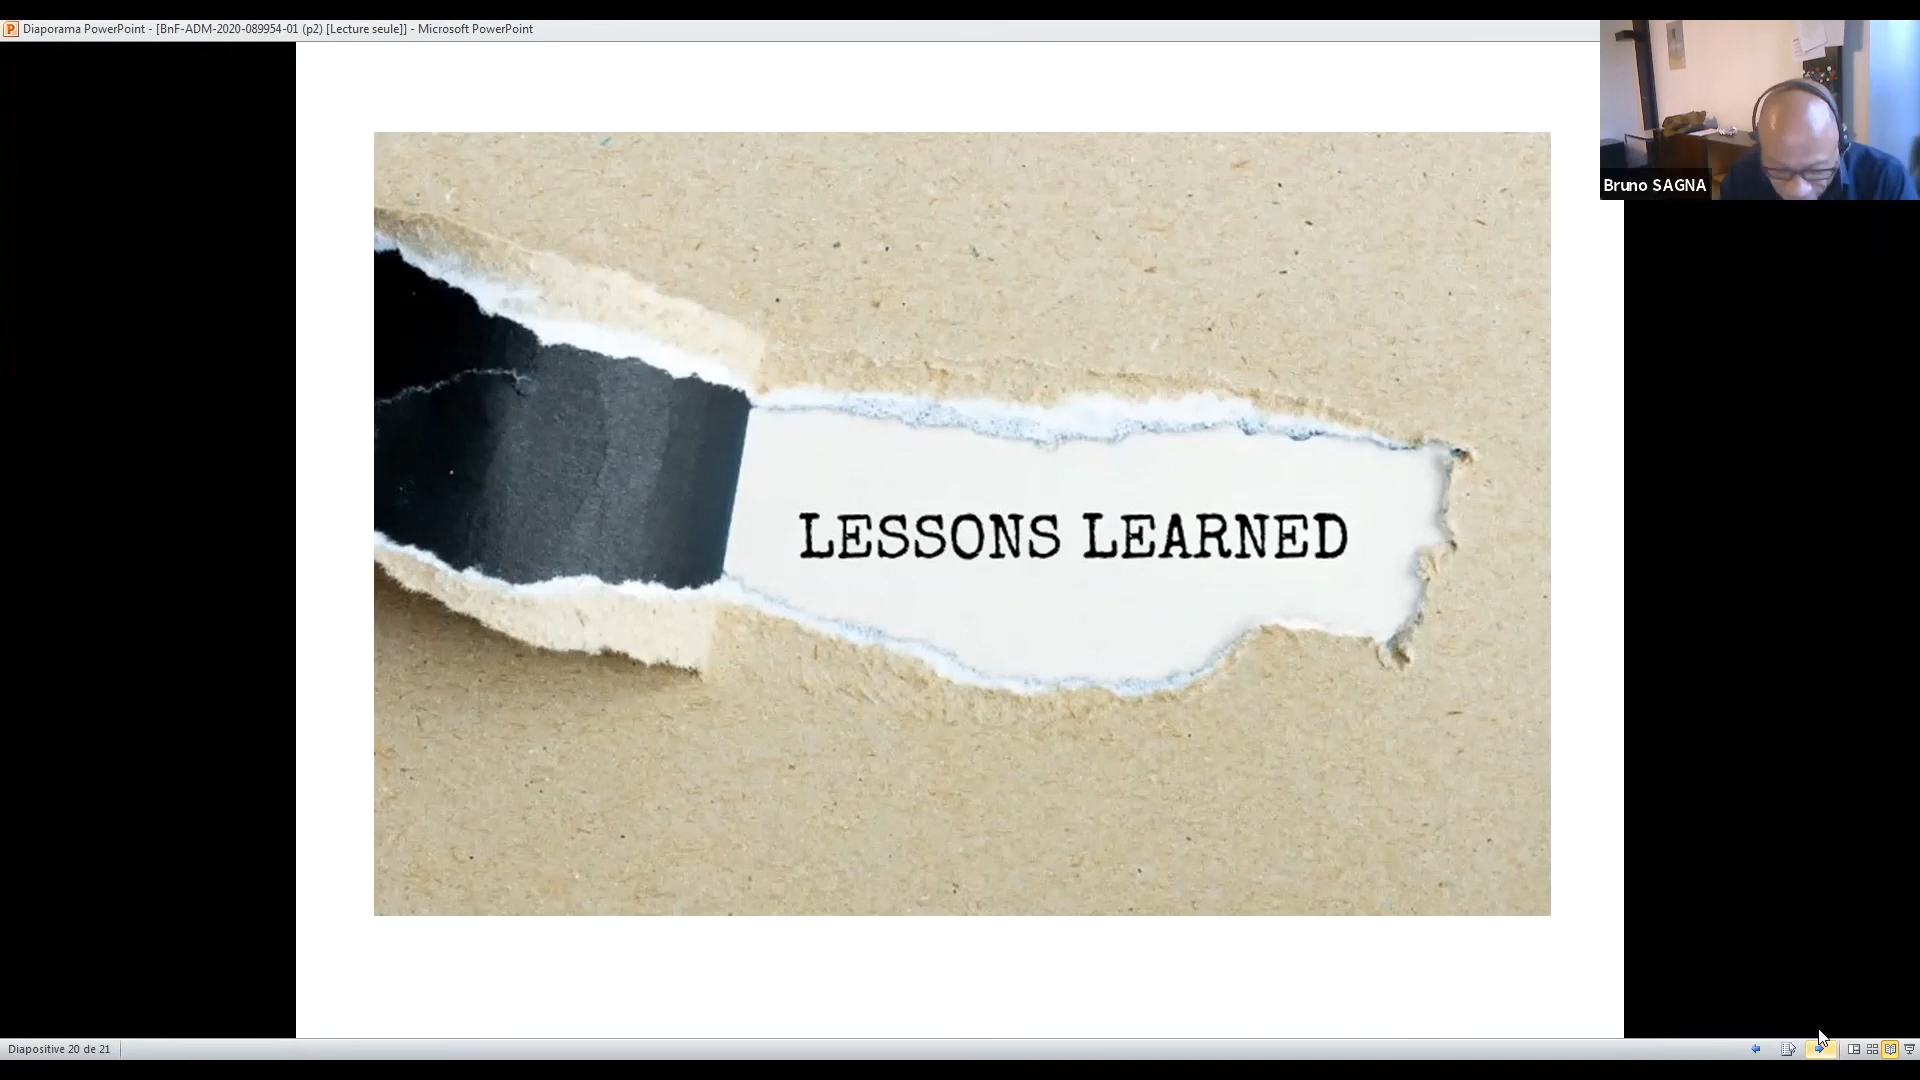 Diaporama PowerPoint - [BnF-ADM-2020-089954-01 (p2) [Lecture seule]] - Microsoft PowerPoint
Bruno SAGNA
LESSONS LEARNED
Diapositive 20 de 21